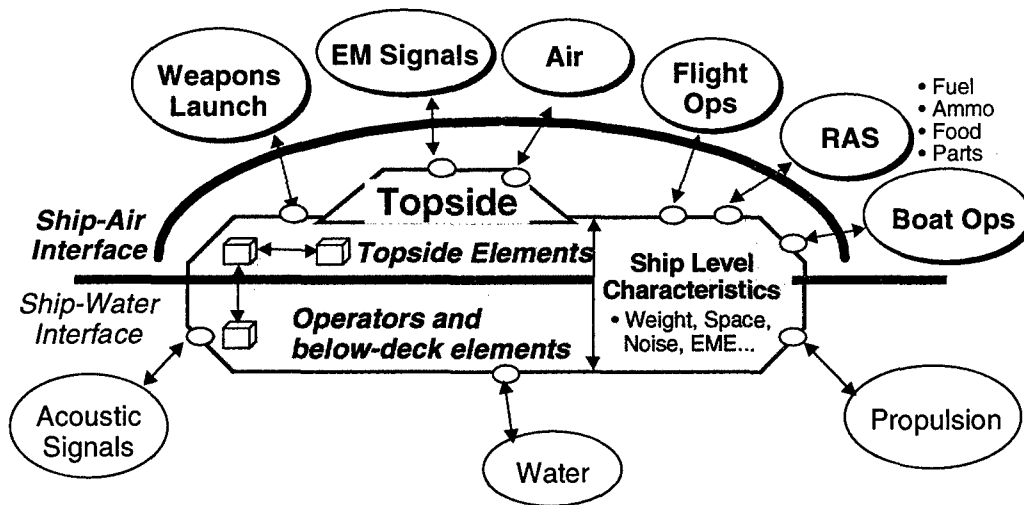 Weapons
Launch
EM Signals
Air
Flight
Ops
RAS
• Fuel
• Ammo
• Food
• Parts
Boat Ops
Topside
Ship-Air
Interface
Topside Elements
Ship Level
Characteristics
• Weight, Space,
Noise, EME...
Ship-Water
Interface
Operators and
below-deck elements
Acoustic
Signals
Water
Propulsion